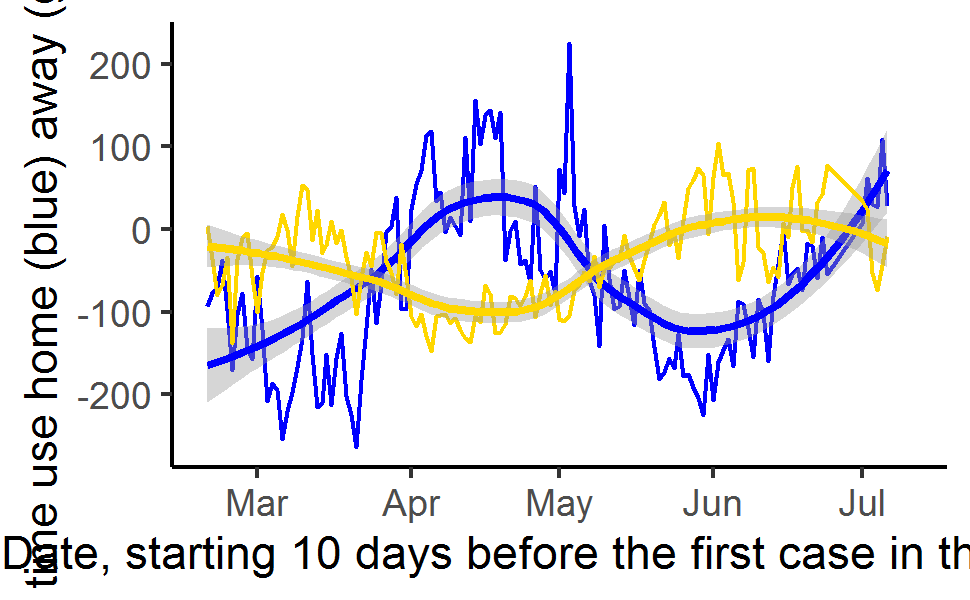 time use home (blue) away (
200
100
0
-100
-200
Mar Apr May Jun Jul
Date, starting 10 days before the first case in th